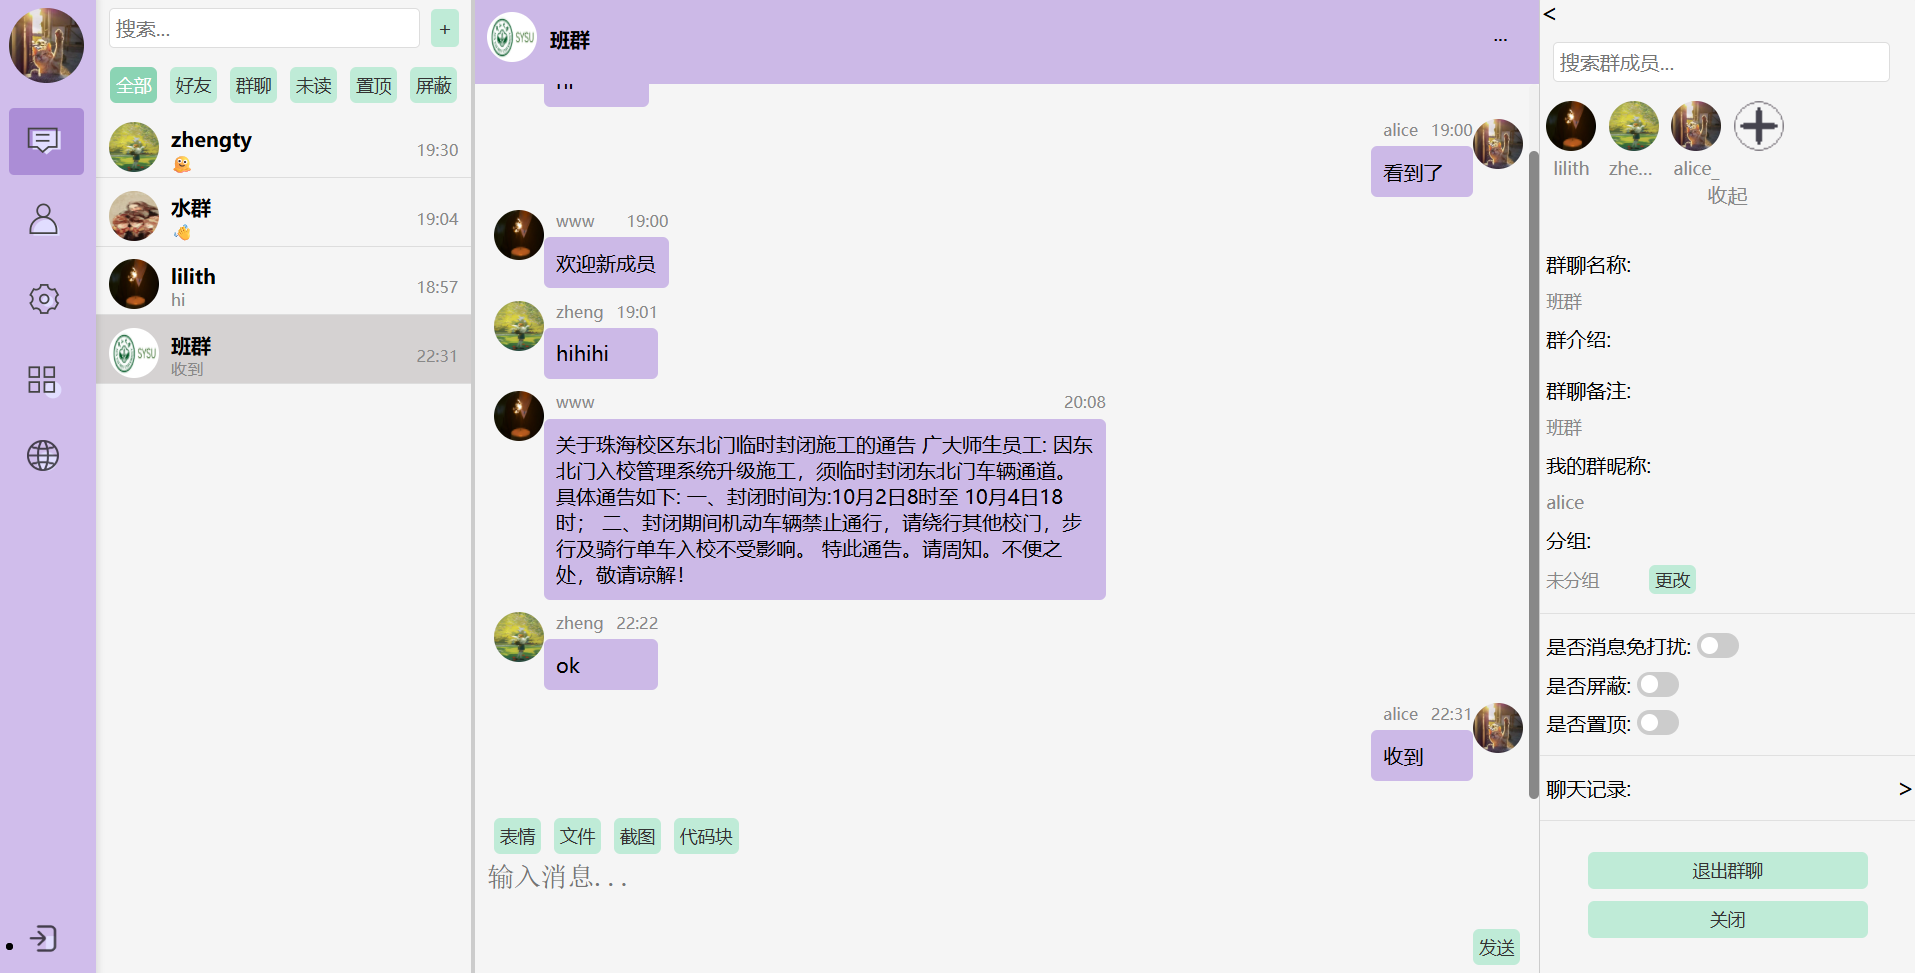 搜索...
+
全部 好友 群聊 未读 置顶 屏蔽
zhengty
19:30
水群
19:04
lilith
18:57
hi
SYSU
班群
22:31
收到
SYSU
班群
...
hi
alice 19:00
看到了
www 19:00
欢迎新成员
zheng 19:01
hihihi
www 20:08
关于珠海校区东北门临时封闭施工的通告 广大师生员工: 因东
北门入校管理系统升级施工，须临时封闭东北门车辆通道。
具体通告如下: 一、封闭时间为:10月2日8时至 10月4日18
时； 二、封闭期间机动车辆禁止通行，请绕行其他校门，步
行及骑行单车入校不受影响。 特此通告。请周知。不便之
处，敬请谅解！
zheng 22:22
ok
alice 22:31
收到
表情 文件 截图 代码块
输入消息...
发送
<
搜索群成员...
lilith zhe... alice_
收起
群聊名称:
班群
群介绍:
群聊备注:
班群
我的群昵称:
alice
分组:
未分组 更改
是否消息免打扰:
是否屏蔽:
是否置顶:
聊天记录: >
退出群聊
关闭